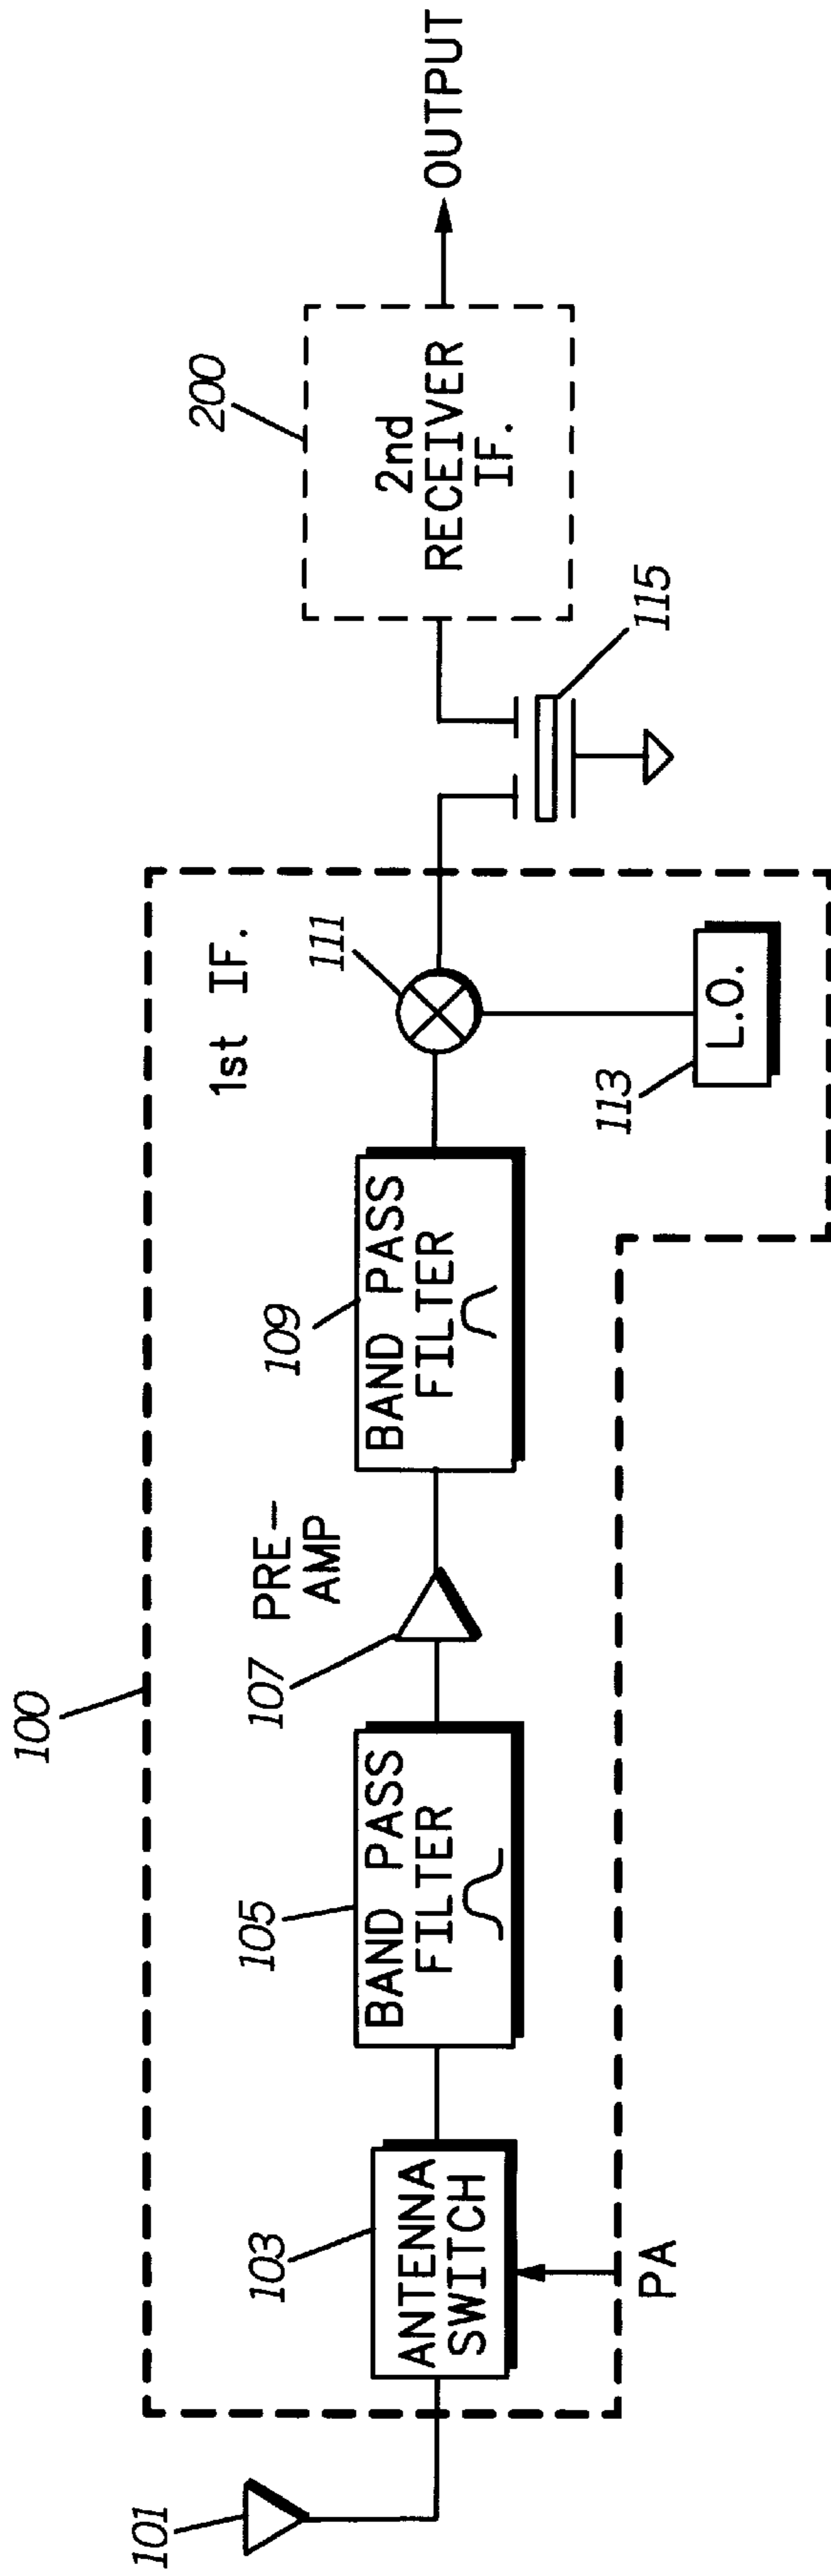 100
101
103
ANTENNA
SWITCH
PA
105
BAND PASS
FILTER
107
PRE-
AMP
109
BAND PASS
FILTER
1st IF.
111
113
L.O.
115
200
2nd
RECEIVER
IF.
OUTPUT